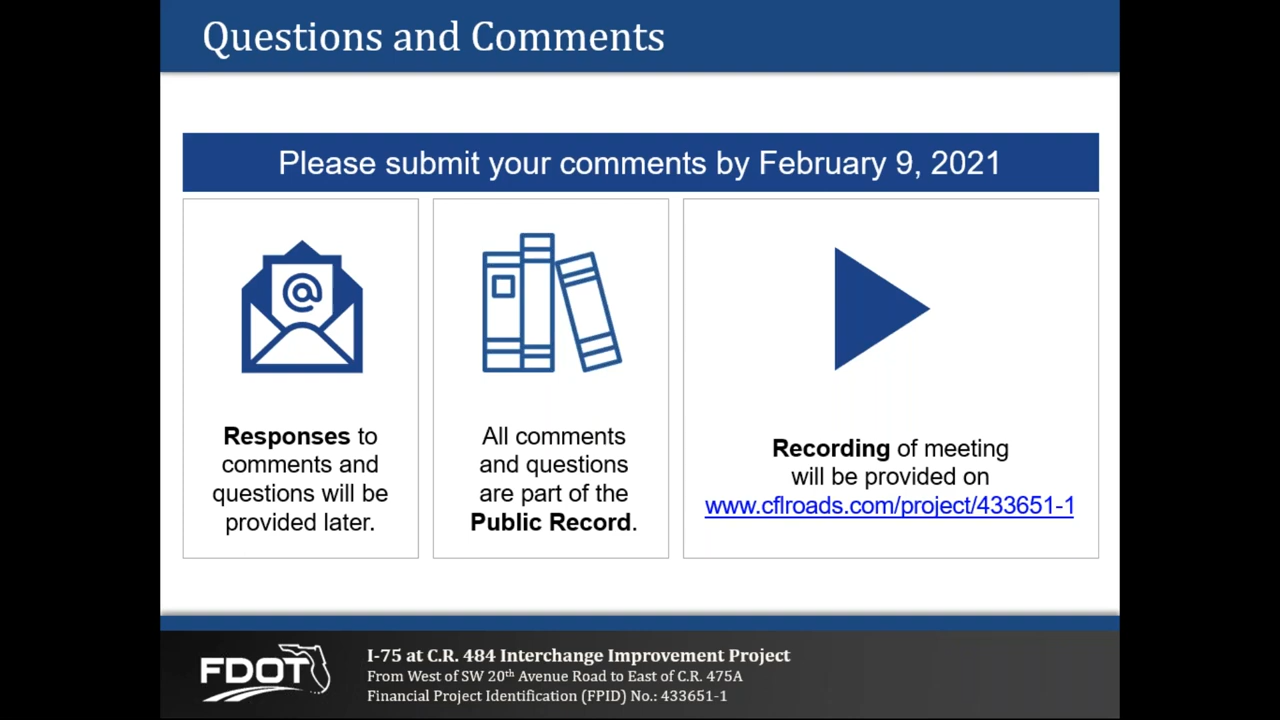 Questions and Comments
Please submit your comments by February 9, 2021
@
Responses to
comments and
questions will be
provided later.
All comments
and questions
are part of the
Public Record.
Recording of meeting
will be provided on
www.cflroads.com/project/433651-1
FDOT
I-75 at C.R. 484 Interchange Improvement Project
From West of SW 20th Avenue Road to East of C.R. 475A
Financial Project Identification (FPID) No.: 433651-1